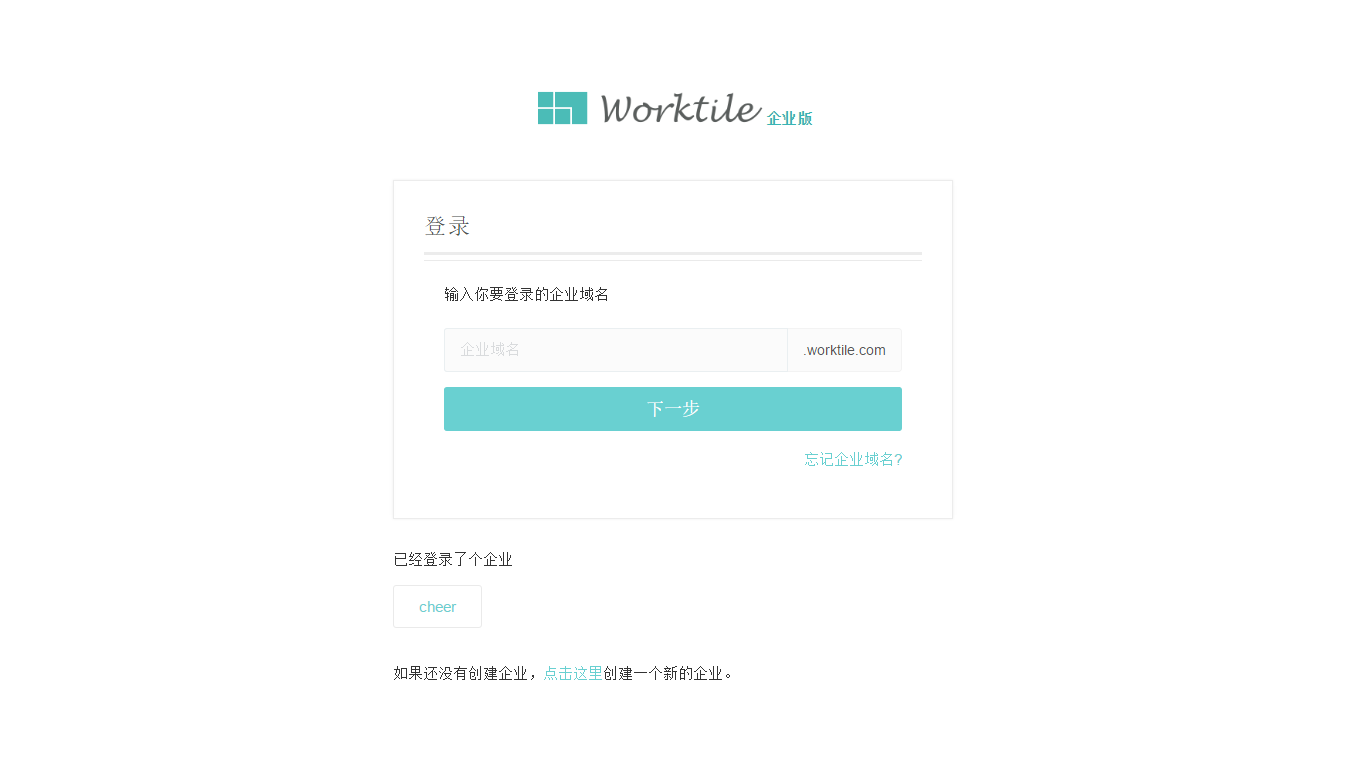 Worktile 企业版
登录
输入你要登录的企业域名
企业域名 .worktile.com
下一步
忘记企业域名?
已经登录了个企业
cheer
如果还没有创建企业，点击这里创建一个新的企业。